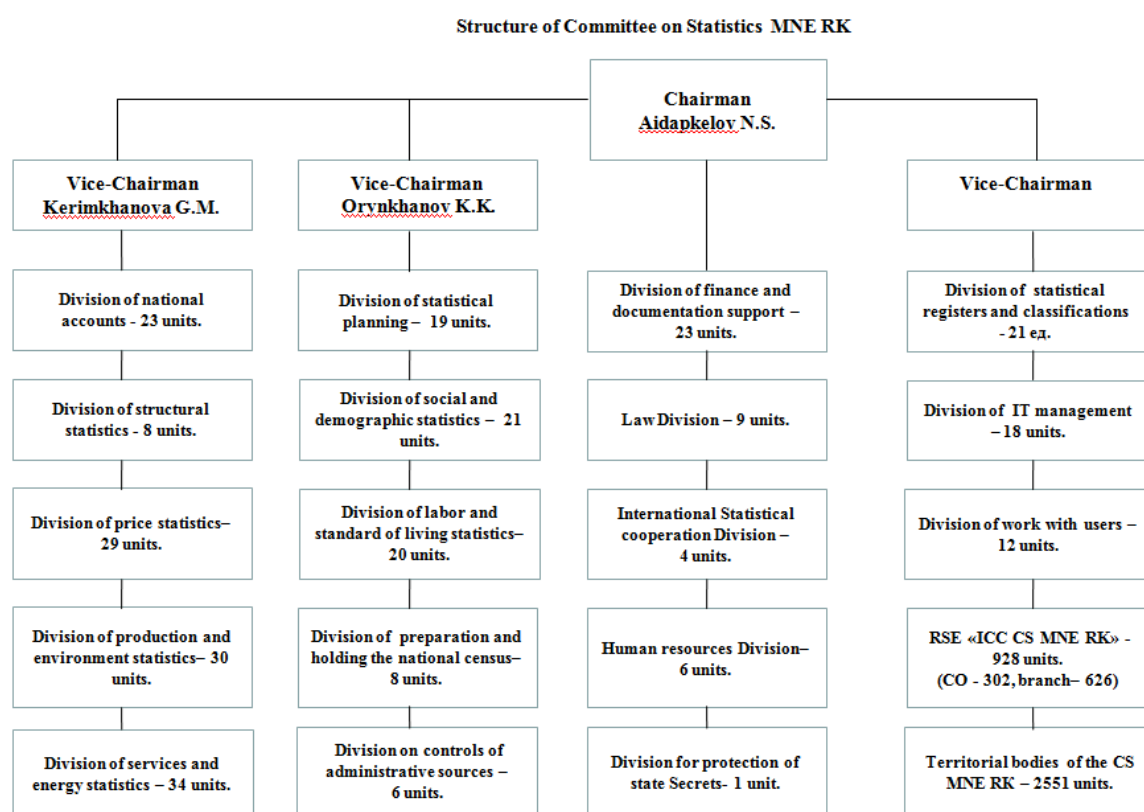 Structure of Committee on Statistics MNE RK
Chairman
Aidapkelov N.S.
Vice-Chairman
Kerimkhanova G.M.
Vice-Chairman
Orynkhanov K.K.
Vice-Chairman
Division of national
accounts - 23 units.
Division of statistical
planning – 19 units.
Division of finance and
documentation support –
23 units.
Division of statistical
registers and classifications
- 21 ед.
Division of structural
statistics - 8 units.
Division of social and
demographic statistics – 21
units.
Law Division – 9 units.
Division of IT management
– 18 units.
Division of price statistics–
29 units.
Division of labor and
standard of living statistics–
20 units.
International Statistical
cooperation Division –
4 units.
Division of work with users –
12 units.
Division of production and
environment statistics– 30
units.
Division of preparation and
holding the national census–
8 units.
Human resources Division–
6 units.
RSE «ICC CS MNE RK» -
928 units.
(CO - 302, branch– 626)
Division of services and
energy statistics – 34 units.
Division on controls of
administrative sources –
6 units.
Division for protection of
state Secrets- 1 unit.
Territorial bodies of the CS
MNE RK – 2551 units.